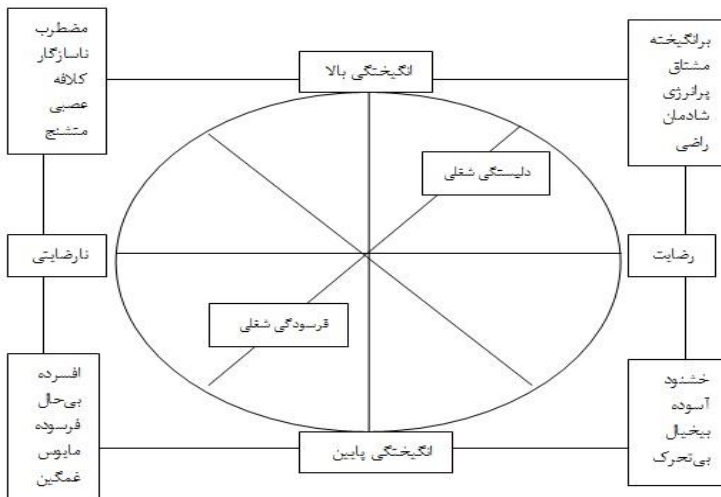 مضطرب
ناسازگار
کلافه
عصبی
متشنج
انگیختگی بالا
برانگیخته
مشتاق
پرانرژی
شادمان
راضی
دلبستگی شغلی
نارضایتی
رضایت
فرسودگی شغلی
افسرده
بی‌حال
فرسوده
مایوس
غمگین
انگیختگی پایین
خشنود
آسوده
بیخیال
بی‌تحرک